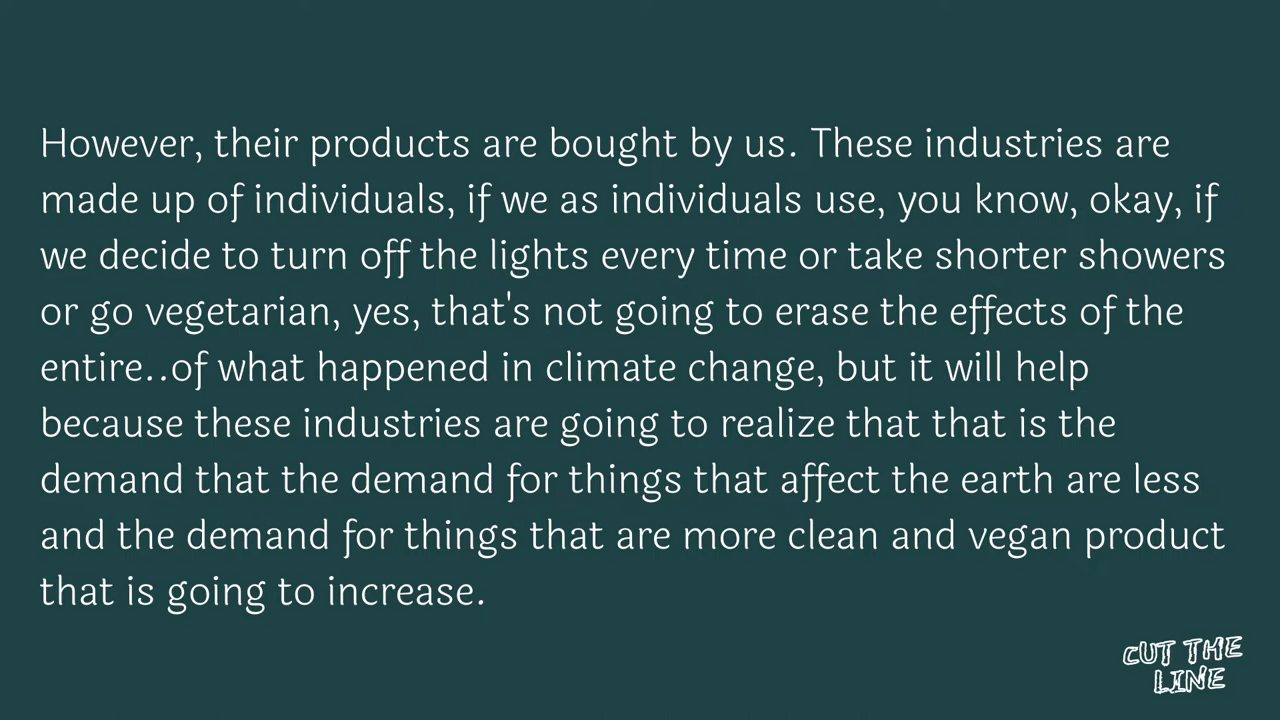 However, their products are bought by us. These industries are
made up of individuals, if we as individuals use, you know, okay, if
we decide to turn off the lights every time or take shorter showers
or go vegetarian, yes, that's not going to erase the effects of the
entire..of what happened in climate change, but it will help
because these industries are going to realize that that is the
demand that the demand for things that affect the earth are less
and the demand for things that are more clean and vegan product
that is going to increase.
CUT THE
LINE